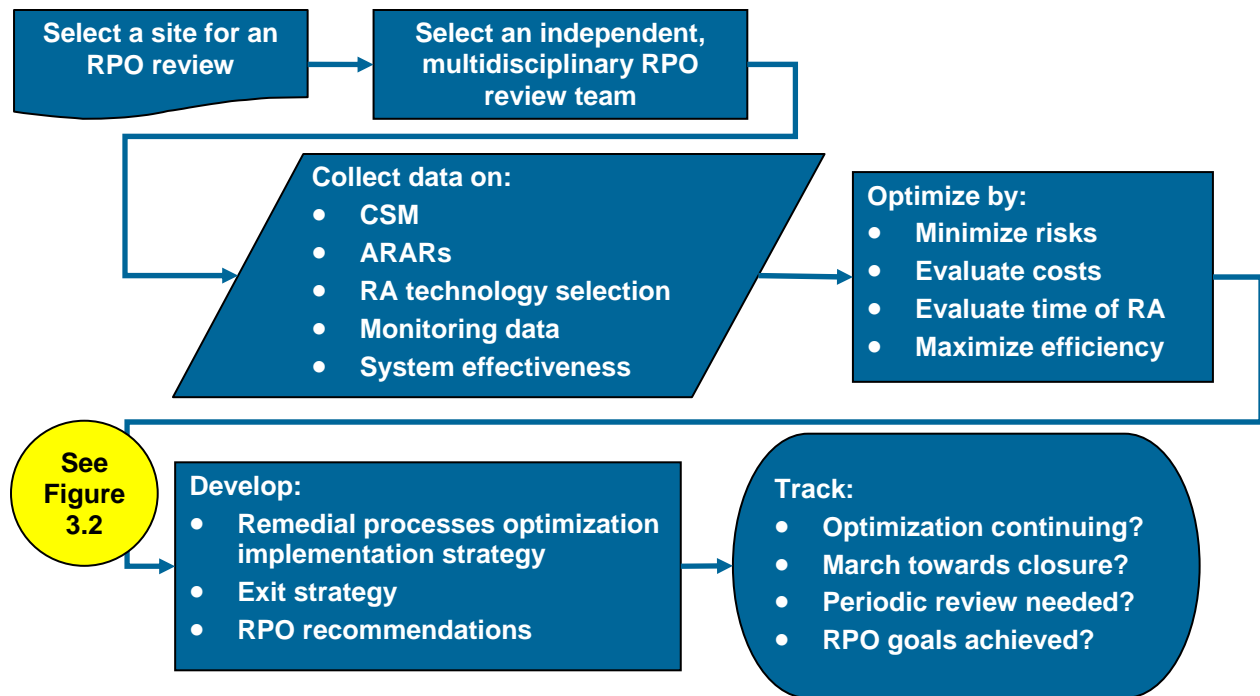 Select a site for an
RPO review
Select an independent,
multidisciplinary RPO
review team
Collect data on:
• CSM
• ARARs
• RA technology selection
• Monitoring data
• System effectiveness
Optimize by:
• Minimize risks
• Evaluate costs
• Evaluate time of RA
• Maximize efficiency
See
Figure
3.2
Develop:
• Remedial processes optimization
implementation strategy
• Exit strategy
• RPO recommendations
Track:
• Optimization continuing?
• March towards closure?
• Periodic review needed?
• RPO goals achieved?